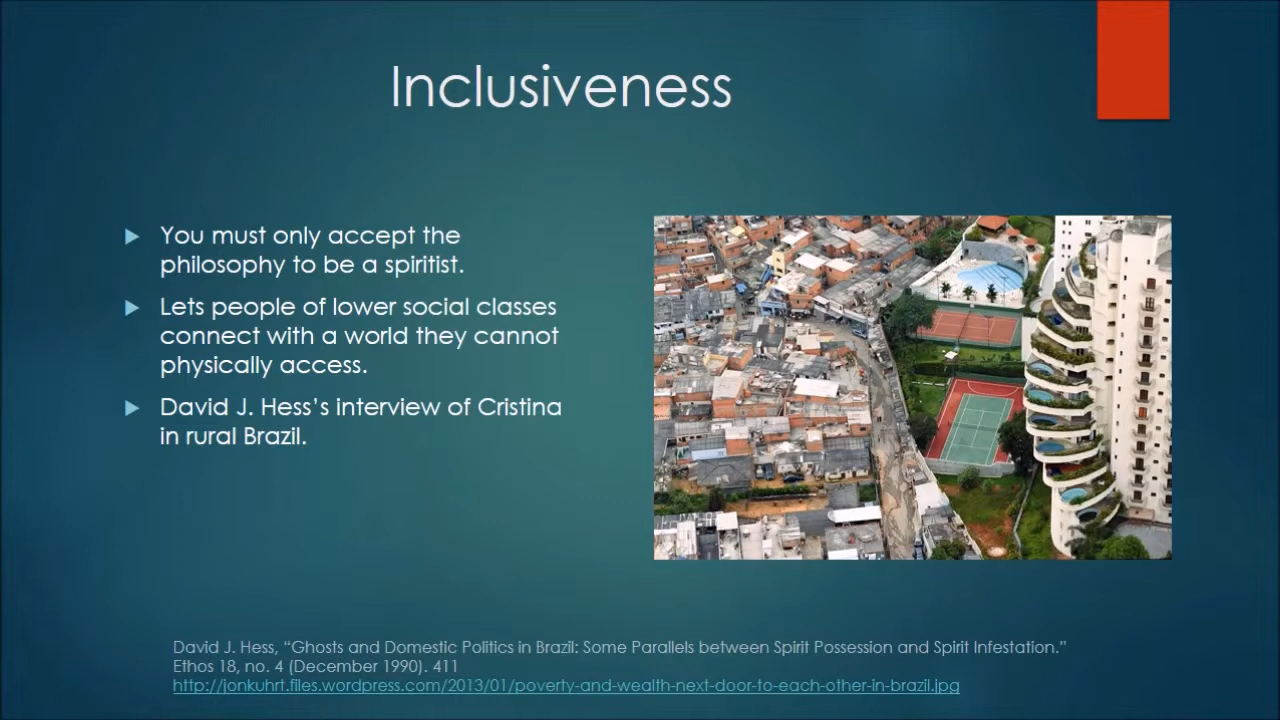 Inclusiveness
You must only accept the
philosophy to be a spiritist.
Lets people of lower social classes
connect with a world they cannot
physically access.
David J. Hess’s interview of Cristina
in rural Brazil.
David J. Hess, “Ghosts and Domestic Politics in Brazil: Some Parallels between Spirit Possession and Spirit Infestation.”
Ethos 18, no. 4 (December 1990). 411
http://jonkuhrt.files.wordpress.com/2013/01/poverty-and-wealth-next-door-to-each-other-in-brazil.jpg